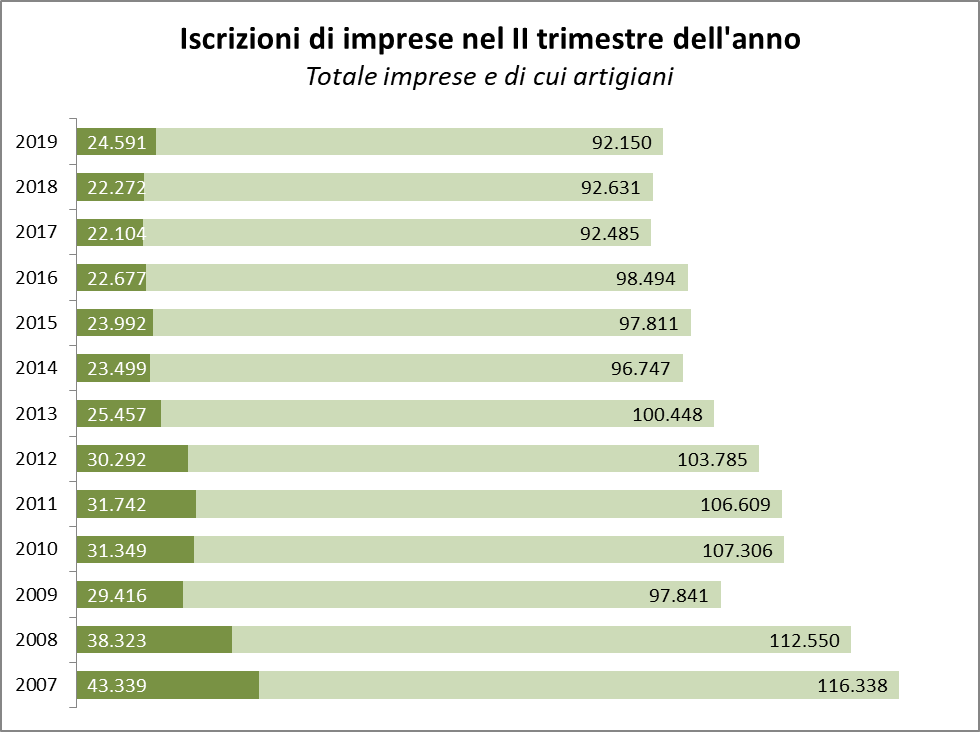 Iscrizioni di imprese nel II trimestre dell'anno
Totale imprese e di cui artigiani
2019 24.591 92.150
2018 22.272 92.631
2017 22.104 92.485
2016 22.677 98.494
2015 23.992 97.811
2014 23.499 96.747
2013 25.457 100.448
2012 30.292 103.785
2011 31.742 106.609
2010 31.349 107.306
2009 29.416 97.841
2008 38.323 112.550
2007 43.339 116.338